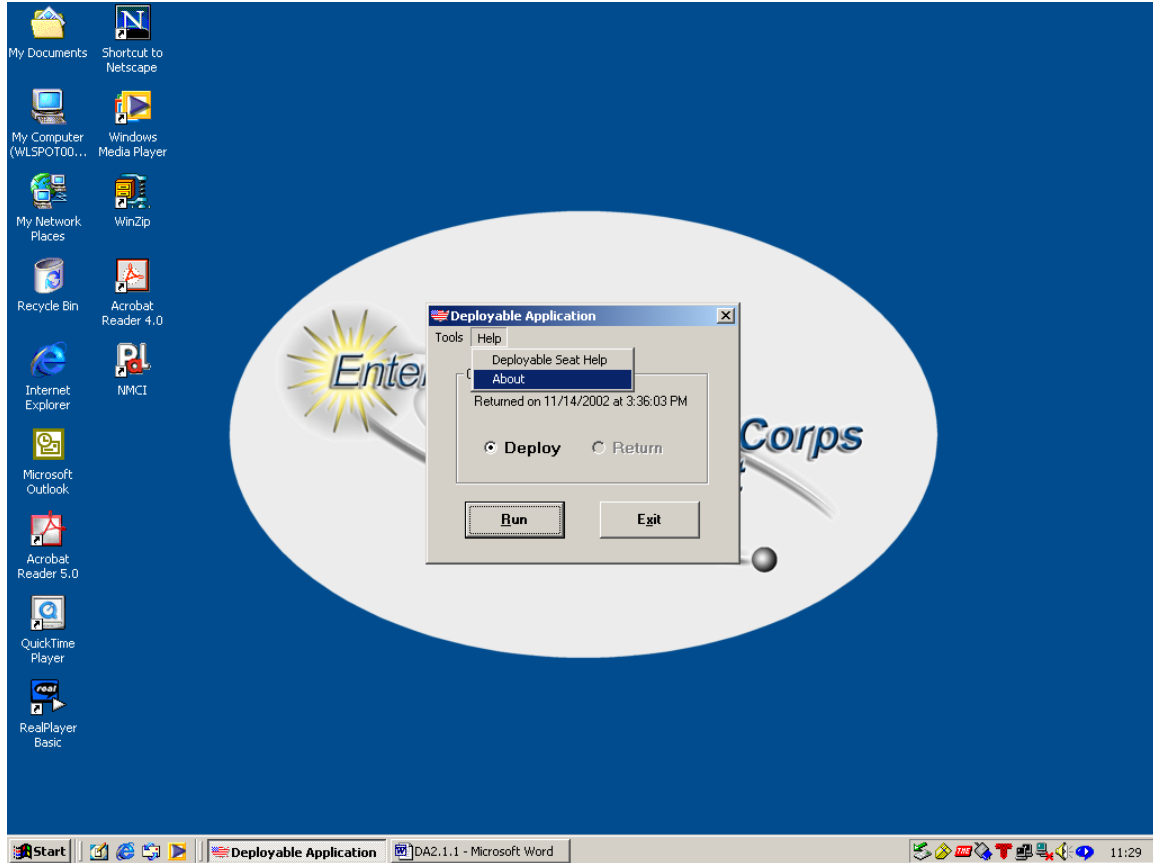 My Documents
Shortcut to
Netscape
My Computer
(WLSPOT00...
Windows
Media Player
My Network
Places
WinZip
Recycle Bin
Acrobat
Reader 4.0
Internet
Explorer
NMCI
Microsoft
Outlook
Acrobat
Reader 5.0
QuickTime
Player
real
RealPlayer
Basic
Enter
Corps
Deployable Application
Tools Help
Deployable Seat Help
About
Returned on 11/14/2002 at 3:36:03 PM
Deploy Return
Run Exit
Start
Deployable Application
DA2.1.1 - Microsoft Word
11:29